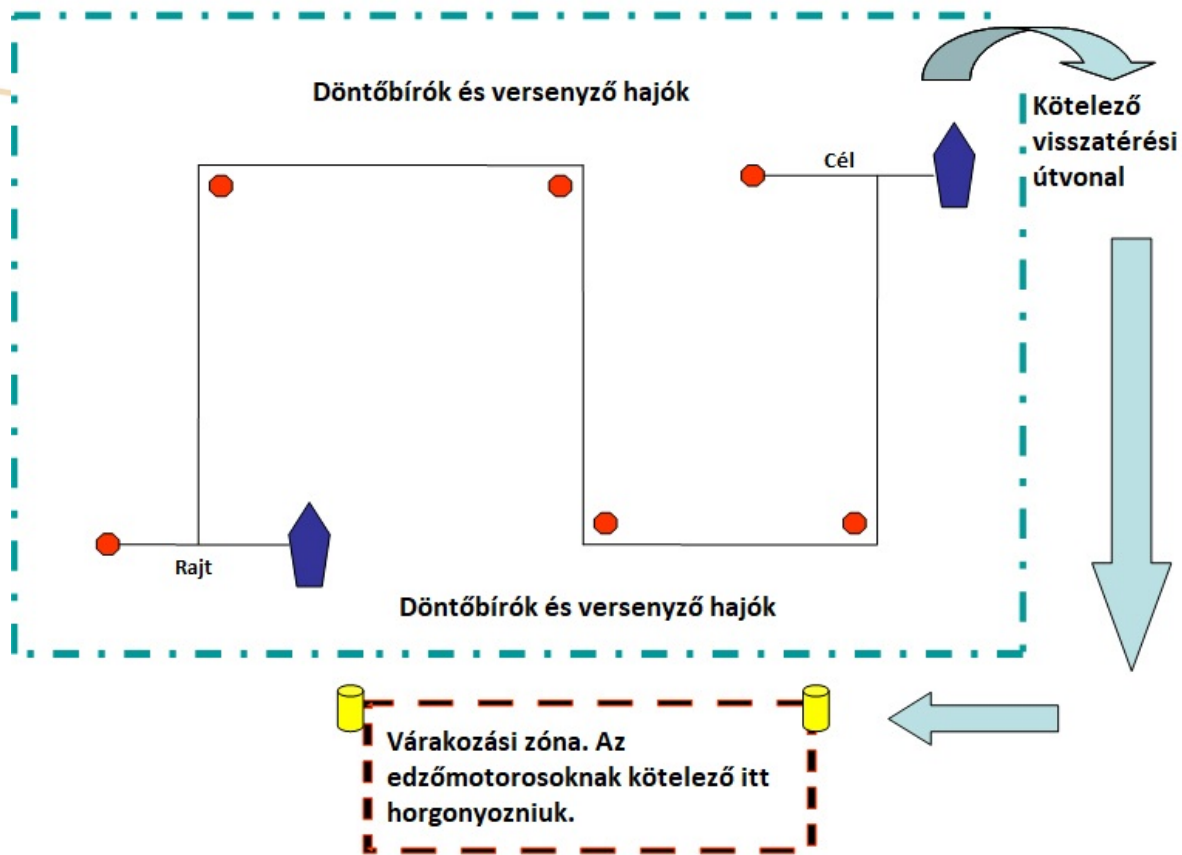 Döntőbírók és versenyző hajók
Kötelező
visszatérési
útvonal
Cél
Rajt
Döntőbírók és versenyző hajók
Várakozási zóna. Az
edzőmotorosoknak kötelező itt
horgonyozniuk.